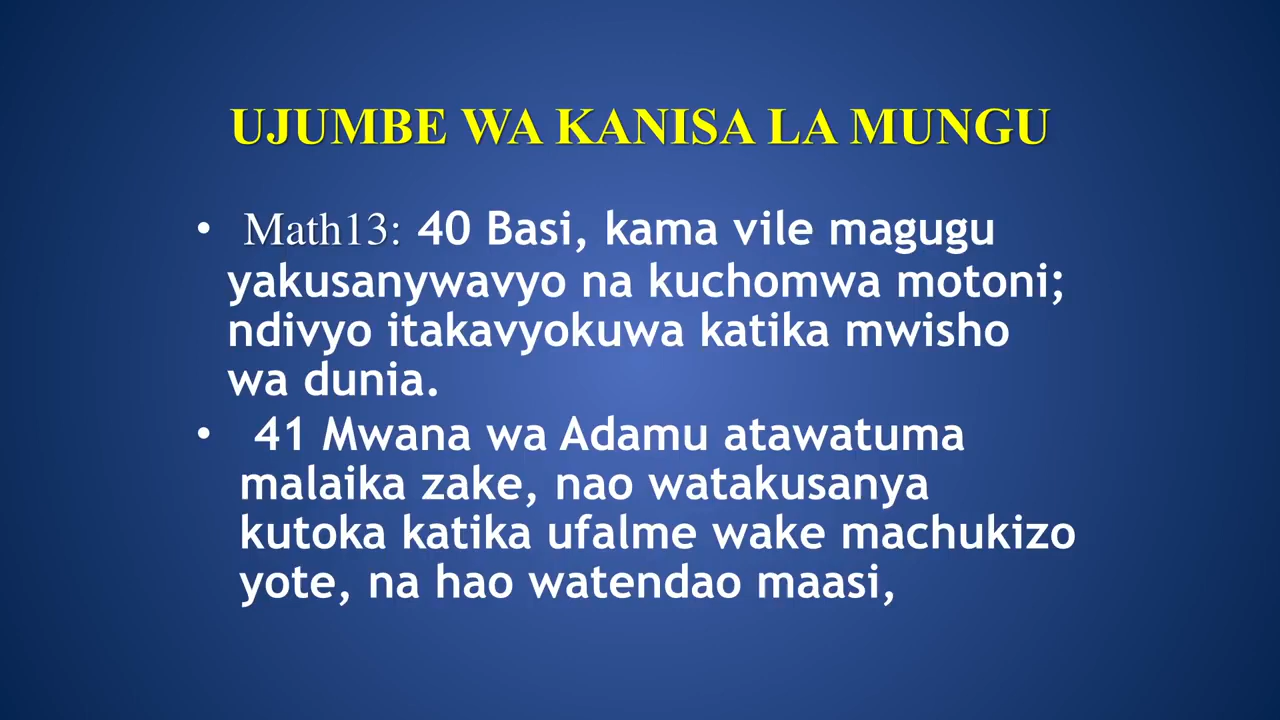 UJUMBE WA KANISA LA MUNGU
• Math13: 40 Basi, kama vile magugu
yakusanywavyo na kuchomwa motoni;
ndivyo itakavyokuwa katika mwisho
wa dunia.
• 41 Mwana wa Adamu atawatuma
malaika zake, nao watakusanya
kutoka katika ufalme wake machukizo
yote, na hao watendao maasi,